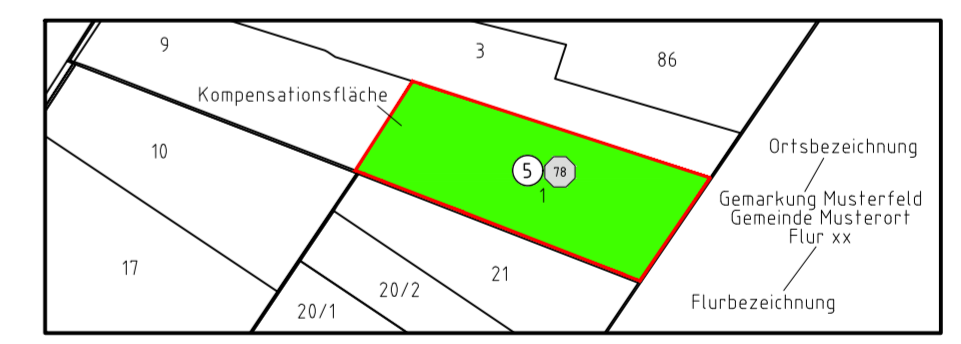 9
3
86
Kompensationsfläche
10
Ortsbezeichnung
5
78
1
Gemarkung Musterfeld
Gemeinde Musterort
Flur xx
17
21
20/2
20/1
Flurbezeichnung